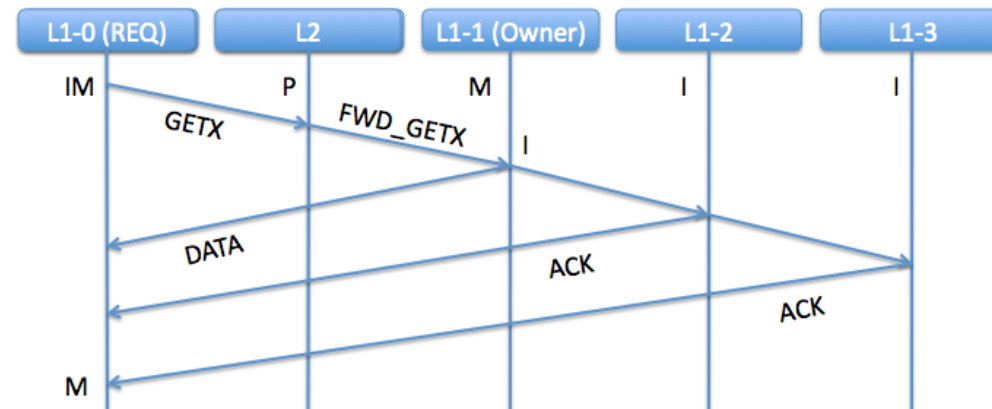 L1-0 (REQ)
L2
L1-1 (Owner)
L1-2
L1-3
IM
P
M
I
I
GETX
FWD_GETX
I
DATA
ACK
ACK
M